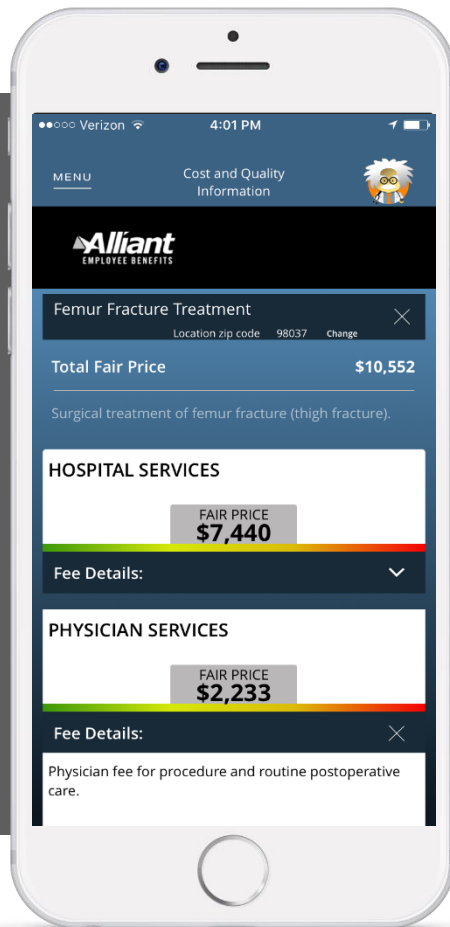 Verizon 4:01 PM
MENU
Cost and Quality
Information
Alliant
EMPLOYEE BENEFITS
Femur Fracture Treatment
Location zip code 98037 Change
Total Fair Price $10,552
Surgical treatment of femur fracture (thigh fracture).
HOSPITAL SERVICES
FAIR PRICE
$7,440
Fee Details:
PHYSICIAN SERVICES
FAIR PRICE
$2,233
Fee Details:
Physician fee for procedure and routine postoperative
care.